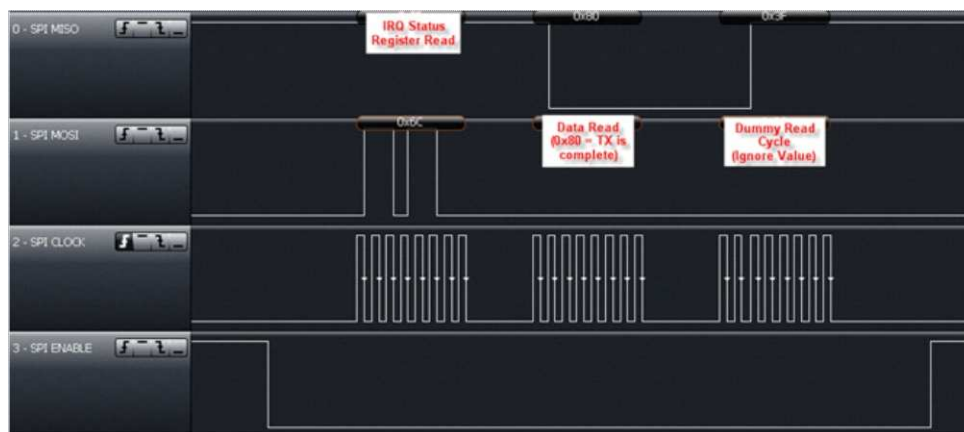 0 - SPI MISO
IRQ Status
Register Read
0x80
0x3F
1 - SPI MOSI
0x6C
Data Read
(0x80 = TX is
complete)
Dummy Read
Cycle
(Ignore Value)
2 - SPI CLOCK
3 - SPI ENABLE